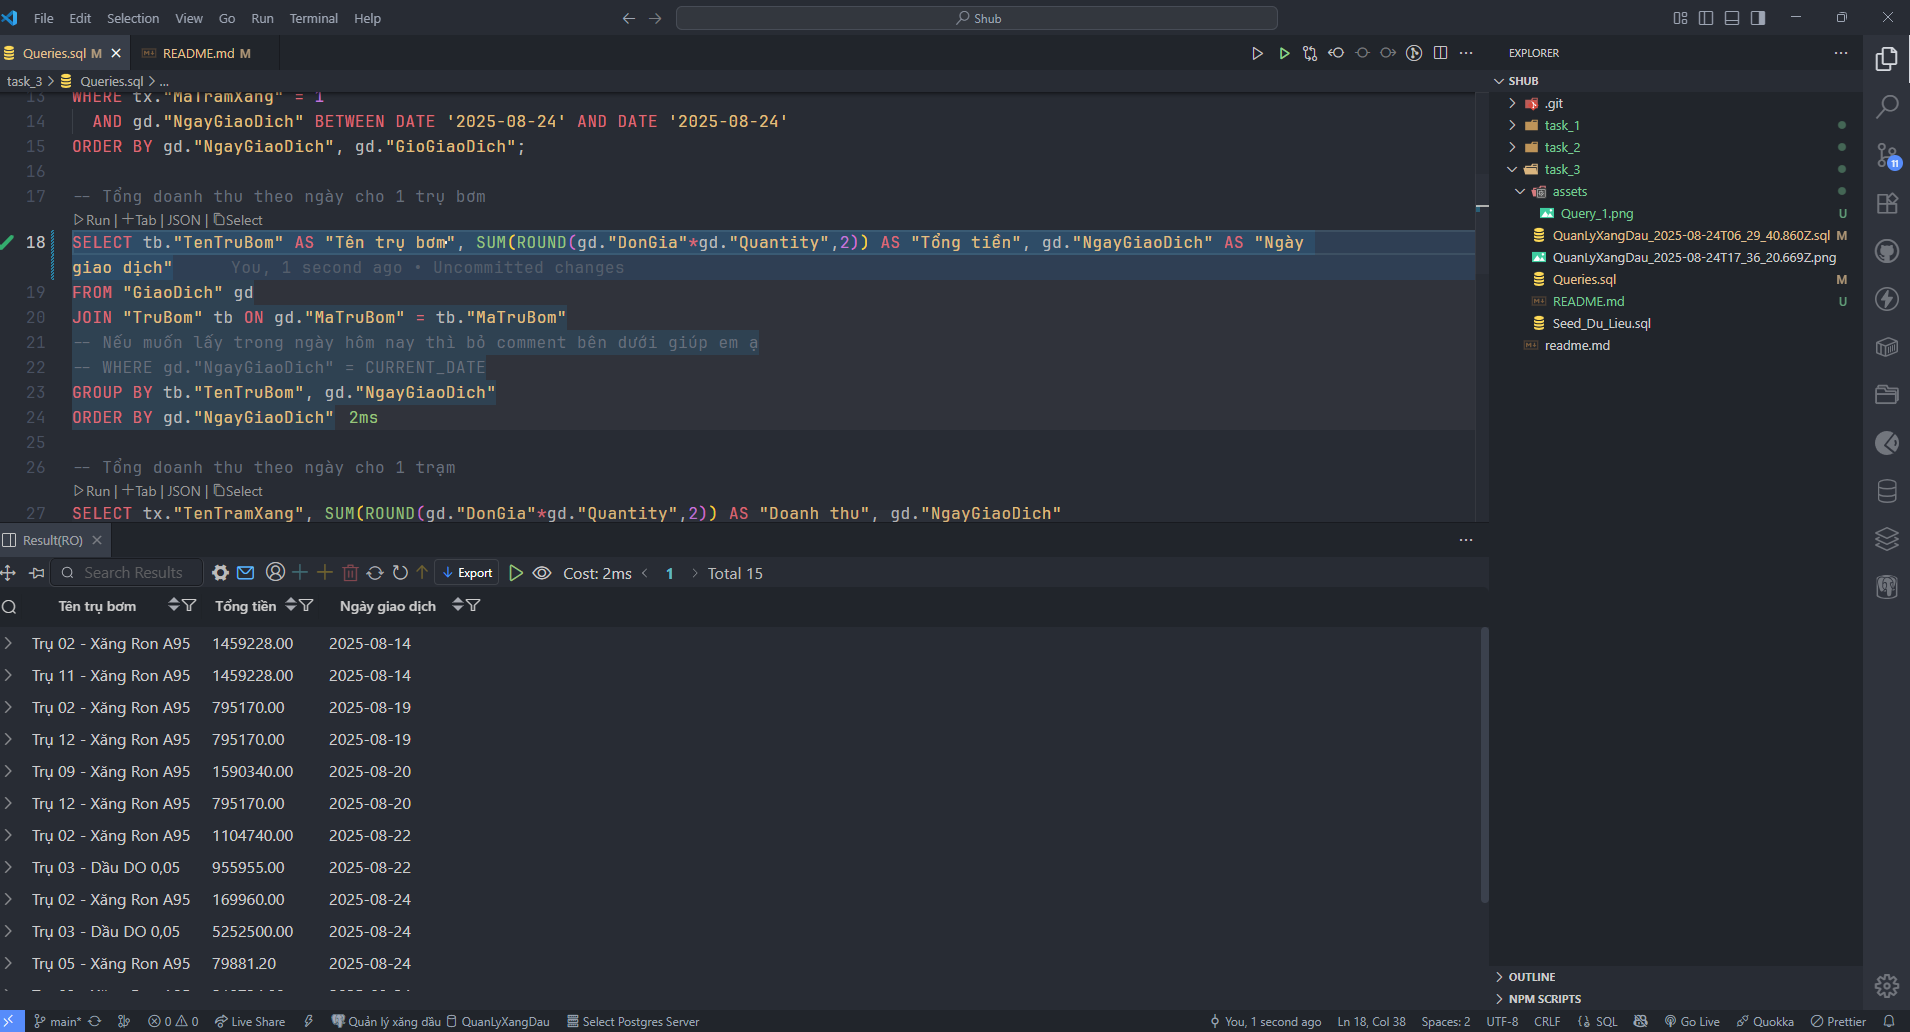 File Edit Selection View Go Run Terminal Help
Shub
Queries.sql M
README.md M
task_3 > Queries.sql > ...
13 WHERE tx."MaTramXang" = 1
14 AND gd."NgayGiaoDich" BETWEEN DATE '2025-08-24' AND DATE '2025-08-24'
15 ORDER BY gd."NgayGiaoDich", gd."GioGiaoDich";
16
17 -- Tổng doanh thu theo ngày cho 1 trụ bơm
Run | Tab | JSON | Select
18 SELECT tb."TenTruBom" AS "Tên trụ bơm", SUM(ROUND(gd."DonGia"*gd."Quantity",2)) AS "Tổng tiền", gd."NgayGiaoDich" AS "Ngày
giao dịch" You, 1 second ago • Uncommitted changes
19 FROM "GiaoDich" gd
20 JOIN "TruBom" tb ON gd."MaTruBom" = tb."MaTruBom"
21 -- Nếu muốn lấy trong ngày hôm nay thì bỏ comment bên dưới giúp em ạ
22 -- WHERE gd."NgayGiaoDich" = CURRENT_DATE
23 GROUP BY tb."TenTruBom", gd."NgayGiaoDich"
24 ORDER BY gd."NgayGiaoDich" 2ms
25
26 -- Tổng doanh thu theo ngày cho 1 trạm
Run | Tab | JSON | Select
27 SELECT tx."TenTramXang", SUM(ROUND(gd."DonGia"*gd."Quantity",2)) AS "Doanh thu", gd."NgayGiaoDich"
Result(RO)
Search Results Export Cost: 2ms < 1 > Total 15
Tên trụ bơm Tổng tiền Ngày giao dịch
Trụ 02 - Xăng Ron A95 1459228.00 2025-08-14
Trụ 11 - Xăng Ron A95 1459228.00 2025-08-14
Trụ 02 - Xăng Ron A95 795170.00 2025-08-19
Trụ 12 - Xăng Ron A95 795170.00 2025-08-19
Trụ 09 - Xăng Ron A95 1590340.00 2025-08-20
Trụ 12 - Xăng Ron A95 795170.00 2025-08-20
Trụ 02 - Xăng Ron A95 1104740.00 2025-08-22
Trụ 03 - Dầu DO 0,05 955955.00 2025-08-22
Trụ 02 - Xăng Ron A95 169960.00 2025-08-24
Trụ 03 - Dầu DO 0,05 5252500.00 2025-08-24
Trụ 05 - Xăng Ron A95 79881.20 2025-08-24
EXPLORER
SHUB
.git
task_1
task_2
task_3
assets
Query_1.png U
QuanLyXangDau_2025-08-24T06_29_40.860Z.sql M
QuanLyXangDau_2025-08-24T17_36_20.669Z.png
Queries.sql M
README.md U
Seed_Du_Lieu.sql
readme.md
OUTLINE
NPM SCRIPTS
11
main* 0 0 Live Share Quản lý xăng dầu QuanLyXangDau Select Postgres Server
You, 1 second ago Ln 18, Col 38 Spaces: 2 UTF-8 CRLF SQL Go Live Quokka Prettier